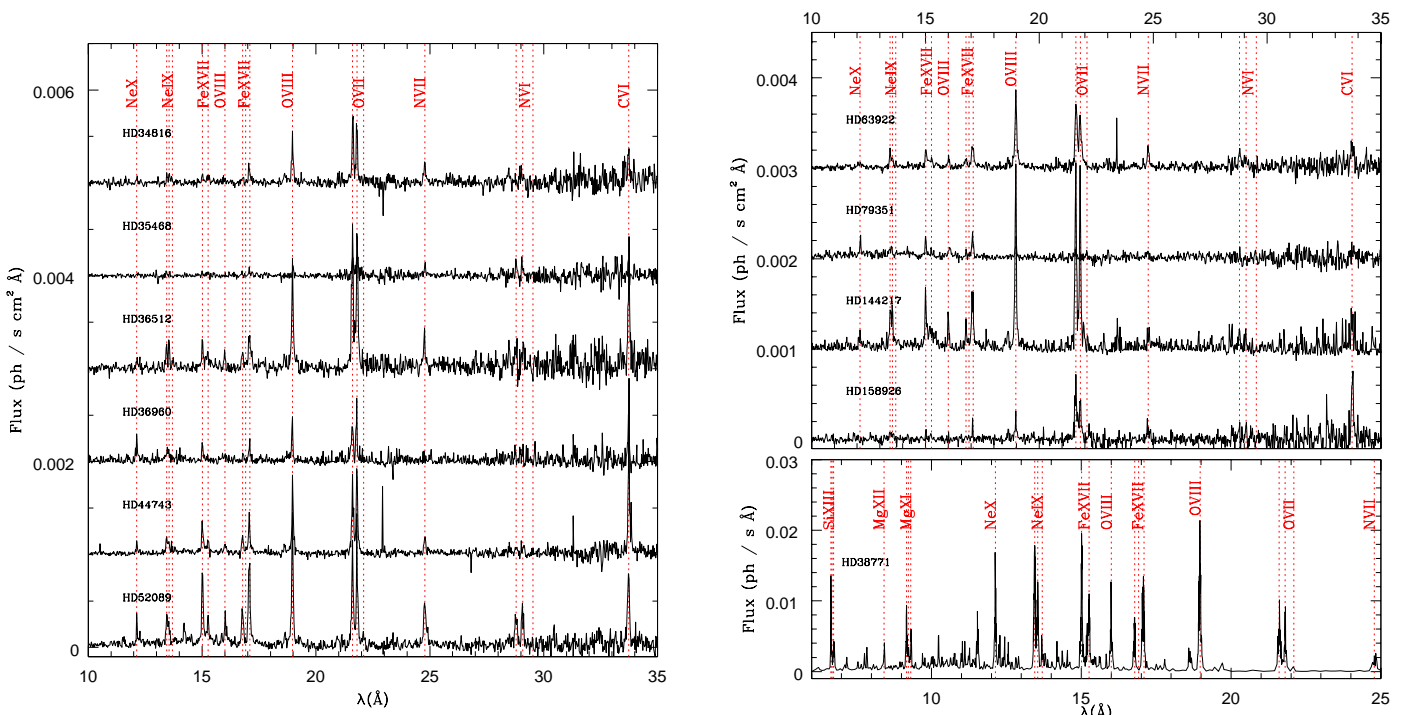 NeX NeIX FeXVII OVIII FeXVII OVIII OVII NVII NVI CVI
0.006
HD34816
HD35468
0.004
HD36512
HD36960
0.002
HD44743
HD52089
0
10 15 20 25 30 35
λ(Å)
Flux (ph / s cm² Å)
10 15 20 25 30 35
NeX NeIX FeXVII OVIII FeXVII OVIII OVII NVII NVI CVI
0.004
HD63922
0.003
HD79351
0.002
HD144217
0.001
HD158926
0
Flux (ph / s cm² Å)
0.03
SiXIII MgXII MgXI NeX NeIX FeXVII OVIII FeXVII OVIII OVII NVII
HD38771
0.02
0.01
0
10 15 20 25
λ(Å)
Flux (ph / s Å)